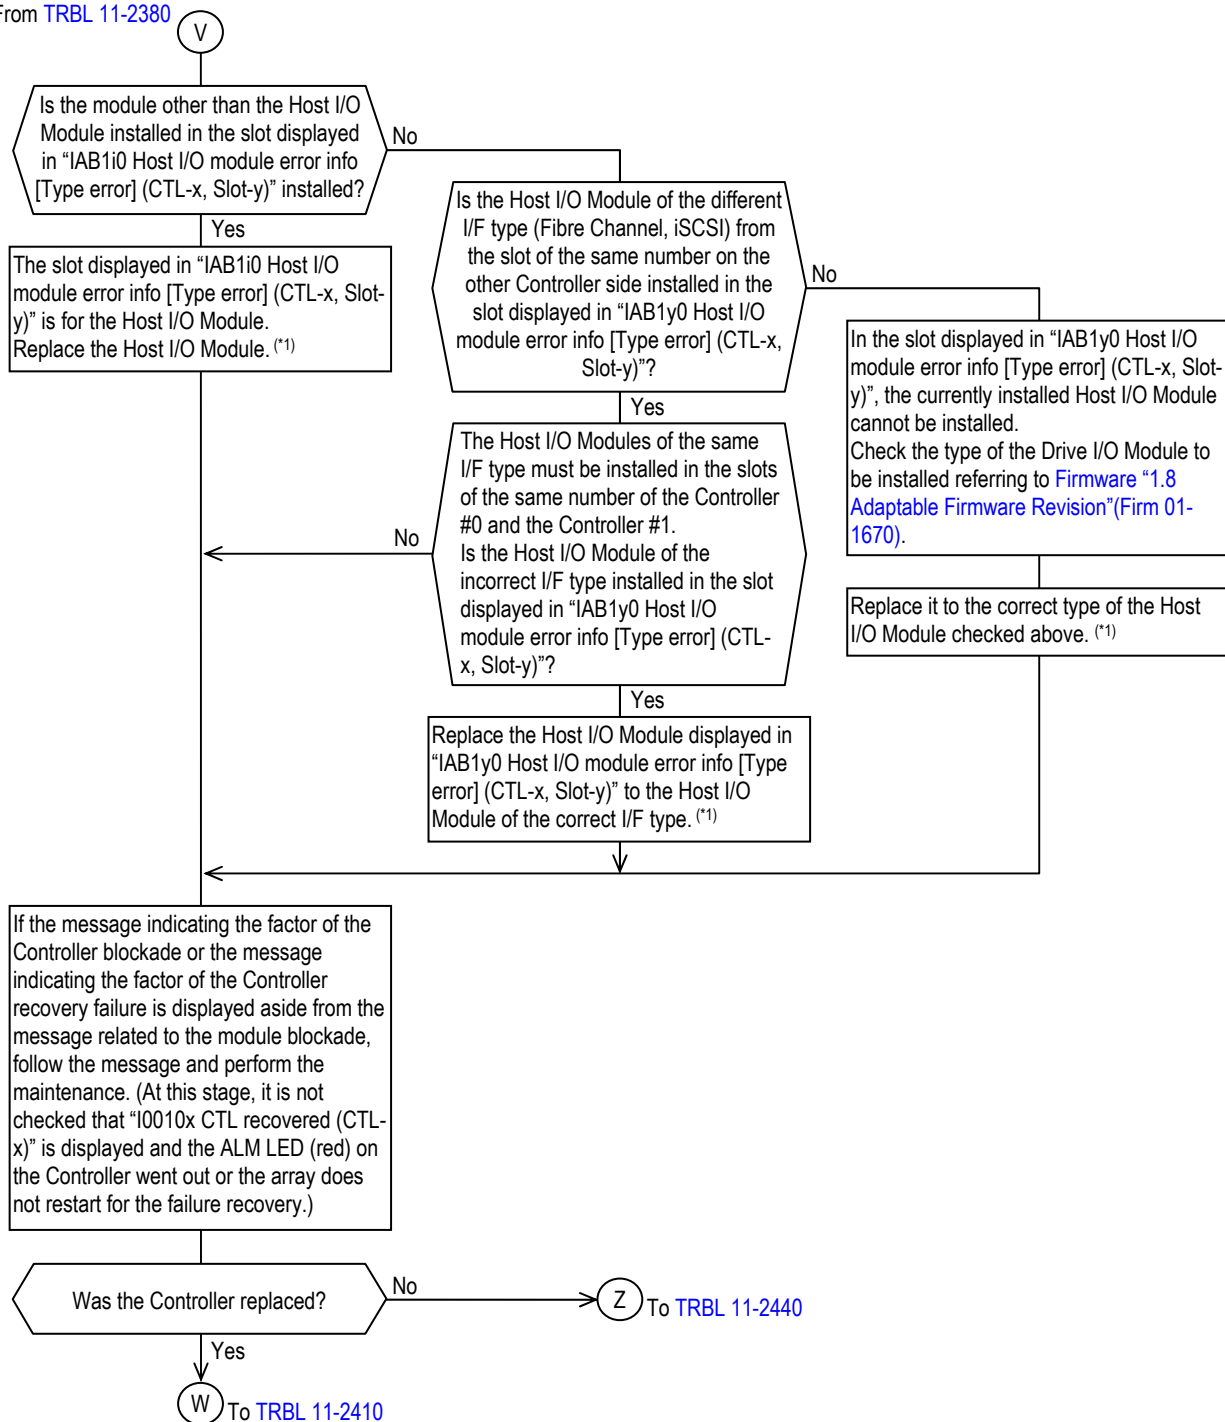 From TRBL 11-2380
V
Is the module other than the Host I/O
Module installed in the slot displayed
in “IAB1i0 Host I/O module error info
[Type error] (CTL-x, Slot-y)” installed?
No
Yes
The slot displayed in “IAB1i0 Host I/O
module error info [Type error] (CTL-x, Slot-
y)” is for the Host I/O Module.
Replace the Host I/O Module. (*1)
Is the Host I/O Module of the different
I/F type (Fibre Channel, iSCSI) from
the slot of the same number on the
other Controller side installed in the
slot displayed in “IAB1y0 Host I/O
module error info [Type error] (CTL-x,
Slot-y)”?
No
Yes
In the slot displayed in “IAB1y0 Host I/O
module error info [Type error] (CTL-x, Slot-
y)”, the currently installed Host I/O Module
cannot be installed.
Check the type of the Drive I/O Module to
be installed referring to Firmware “1.8
Adaptable Firmware Revision”(Firm 01-
1670).
Replace it to the correct type of the Host
I/O Module checked above. (*1)
The Host I/O Modules of the same
I/F type must be installed in the slots
of the same number of the Controller
#0 and the Controller #1.
Is the Host I/O Module of the
incorrect I/F type installed in the slot
displayed in “IAB1y0 Host I/O
module error info [Type error] (CTL-
x, Slot-y)”?
No
Yes
Replace the Host I/O Module displayed in
“IAB1y0 Host I/O module error info [Type
error] (CTL-x, Slot-y)” to the Host I/O
Module of the correct I/F type. (*1)
If the message indicating the factor of the
Controller blockade or the message
indicating the factor of the Controller
recovery failure is displayed aside from the
message related to the module blockade,
follow the message and perform the
maintenance. (At this stage, it is not
checked that “I0010x CTL recovered (CTL-
x)” is displayed and the ALM LED (red) on
the Controller went out or the array does
not restart for the failure recovery.)
Was the Controller replaced?
No
Z
To TRBL 11-2440
Yes
W
To TRBL 11-2410